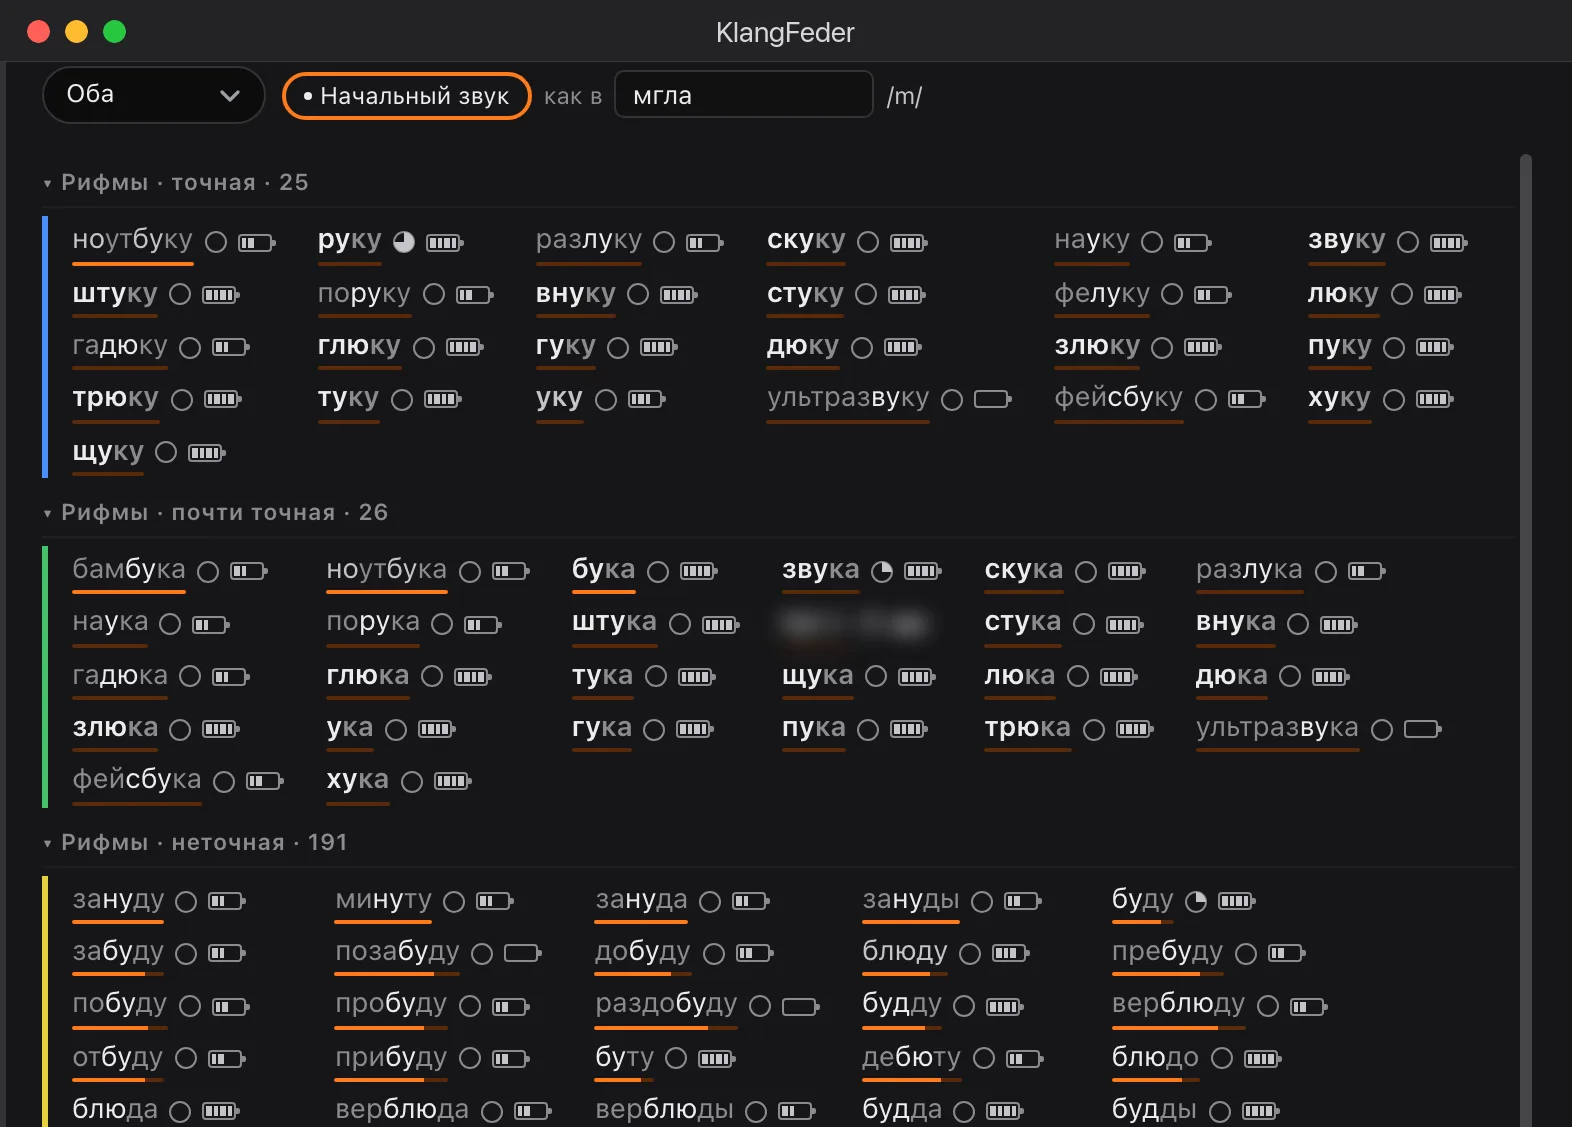 KlangFeder
Оба • Начальный звук как в мгла /m/
▾ Рифмы · точная · 25
ноутбуку руку разлуку скуку науку звуку
штуку поруку внуку стуку фелуку люку
гадюку глюку гуку дюку злюку пуку
трюку туку уку ультразвуку фейсбуку хуку
щуку
▾ Рифмы · почти точная · 26
бамбука ноутбука бука звука скука разлука
наука порука штука стука внука
гадюка глюка тука щука люка дюка
злюка ука гука пука трюка ультразвука
фейсбука хука
▾ Рифмы · неточная · 191
зануду минуту зануда зануды буду
забуду позабуду добуду блюду пребуду
побуду пробуду раздобуду будду верблюду
отбуду прибуду буту дебюту блюдо
блюда верблюда верблюды будда будды